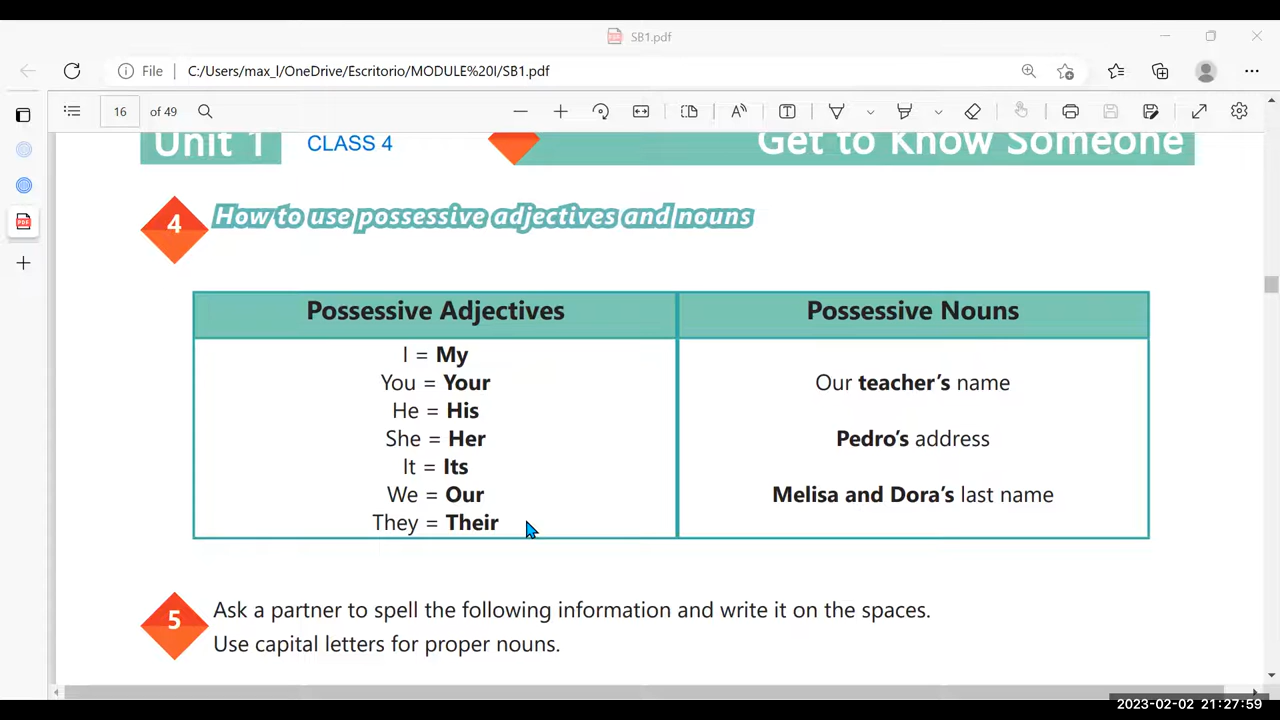 SB1.pdf
File C:/Users/max_l/OneDrive/Escritorio/MODULE%20I/SB1.pdf
16 of 49
Unit 1 CLASS 4 Get to Know Someone
4 How to use possessive adjectives and nouns
Possessive Adjectives Possessive Nouns
I = My
You = Your Our teacher's name
He = His
She = Her Pedro's address
It = Its
We = Our Melisa and Dora's last name
They = Their
5 Ask a partner to spell the following information and write it on the spaces.
Use capital letters for proper nouns.
2023-02-02 21:27:59